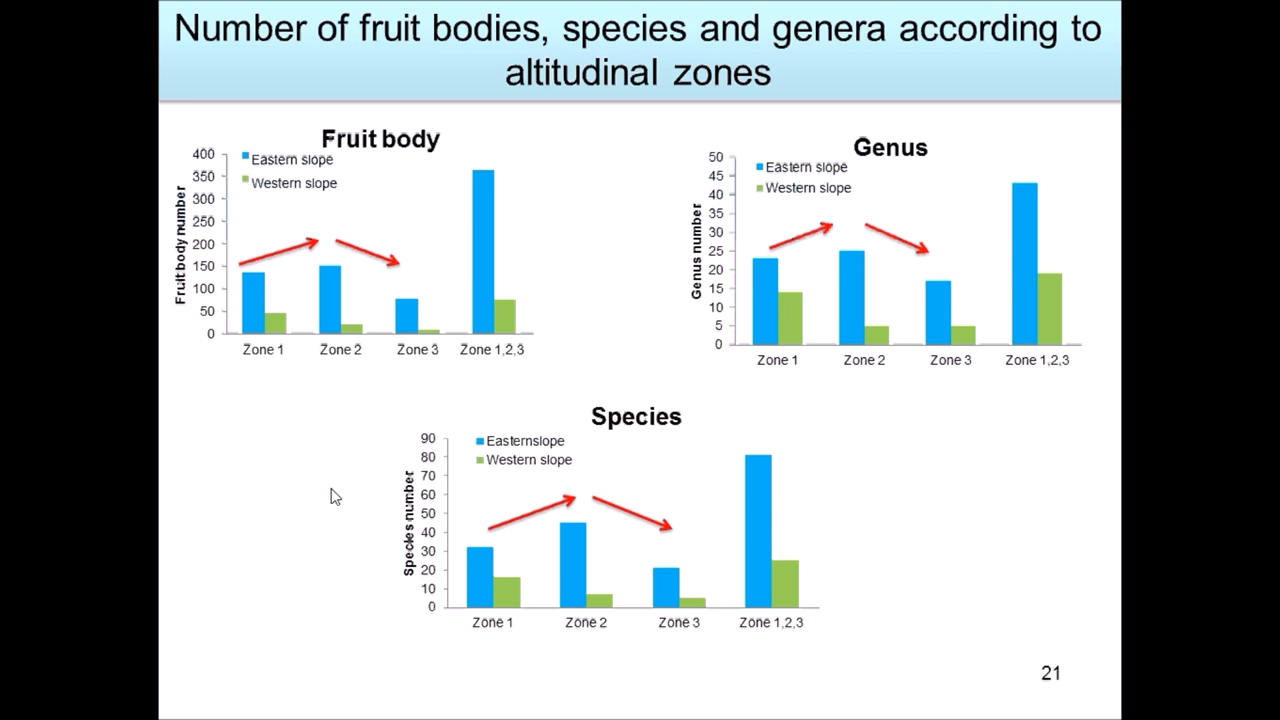 Number of fruit bodies, species and genera according to
altitudinal zones
Fruit body
Eastern slope
Western slope
Fruit body number
400
350
300
250
200
150
100
50
0
Zone 1 Zone 2 Zone 3 Zone 1,2,3
Genus
Eastern slope
Western slope
Genus number
50
45
40
35
30
25
20
15
10
5
0
Zone 1 Zone 2 Zone 3 Zone 1,2,3
Species
Easternslope
Western slope
Species number
90
80
70
60
50
40
30
20
10
0
Zone 1 Zone 2 Zone 3 Zone 1,2,3
21